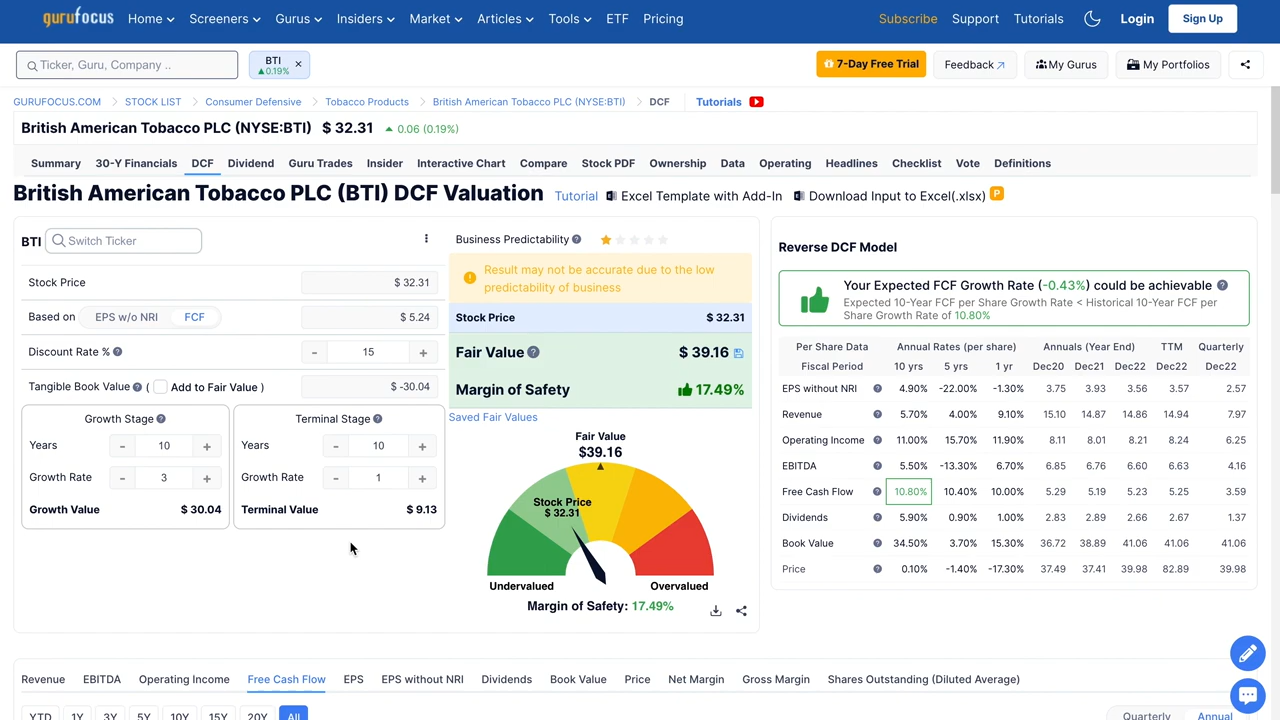 gurufocus Home Screeners Gurus Insiders Market Articles Tools ETF Pricing Subscribe Support Tutorials Login Sign Up
Ticker, Guru, Company ..
BTI ×
▲0.19%
7-Day Free Trial Feedback↗ My Gurus My Portfolios
GURUFOCUS.COM > STOCK LIST > Consumer Defensive > Tobacco Products > British American Tobacco PLC (NYSE:BTI) > DCF Tutorials
British American Tobacco PLC (NYSE:BTI) $ 32.31 ▲ 0.06 (0.19%)
Summary 30-Y Financials DCF Dividend Guru Trades Insider Interactive Chart Compare Stock PDF Ownership Data Operating Headlines Checklist Vote Definitions
British American Tobacco PLC (BTI) DCF Valuation Tutorial Excel Template with Add-In Download Input to Excel(.xlsx) P
BTI Switch Ticker
Stock Price $ 32.31
Based on EPS w/o NRI FCF $ 5.24
Discount Rate % - 15 +
Tangible Book Value ( Add to Fair Value ) $ -30.04
Growth Stage
Years - 10 +
Growth Rate - 3 +
Growth Value $ 30.04
Terminal Stage
Years - 10 +
Growth Rate - 1 +
Terminal Value $ 9.13
Business Predictability
Result may not be accurate due to the low
predictability of business
Stock Price $ 32.31
Fair Value $ 39.16
Margin of Safety 17.49%
Saved Fair Values
Fair Value
$39.16
Stock Price
$ 32.31
Undervalued Overvalued
Margin of Safety: 17.49%
Reverse DCF Model
Your Expected FCF Growth Rate (-0.43%) could be achievable
Expected 10-Year FCF per Share Growth Rate < Historical 10-Year FCF per
Share Growth Rate of 10.80%
Per Share Data Annual Rates (per share) Annuals (Year End) TTM Quarterly
Fiscal Period 10 yrs 5 yrs 1 yr Dec20 Dec21 Dec22 Dec22 Dec22
EPS without NRI 4.90% -22.00% -1.30% 3.75 3.93 3.56 3.57 2.57
Revenue 5.70% 4.00% 9.10% 15.10 14.87 14.86 14.94 7.97
Operating Income 11.00% 15.70% 11.90% 8.11 8.01 8.21 8.24 6.25
EBITDA 5.50% -13.30% 6.70% 6.85 6.76 6.60 6.63 4.16
Free Cash Flow 10.80% 10.40% 10.00% 5.29 5.19 5.23 5.25 3.59
Dividends 5.90% 0.90% 1.00% 2.83 2.89 2.66 2.67 1.37
Book Value 34.50% 3.70% 15.30% 36.72 38.89 41.06 41.06 41.06
Price 0.10% -1.40% -17.30% 37.49 37.41 39.98 82.89 39.98
Revenue EBITDA Operating Income Free Cash Flow EPS EPS without NRI Dividends Book Value Price Net Margin Gross Margin Shares Outstanding (Diluted Average)
YTD 1Y 3Y 5Y 10Y 15Y 20Y All Quarterly Annual